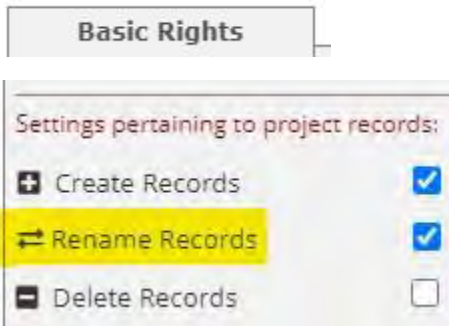 Basic Rights
Settings pertaining to project records:
Create Records
Rename Records
Delete Records